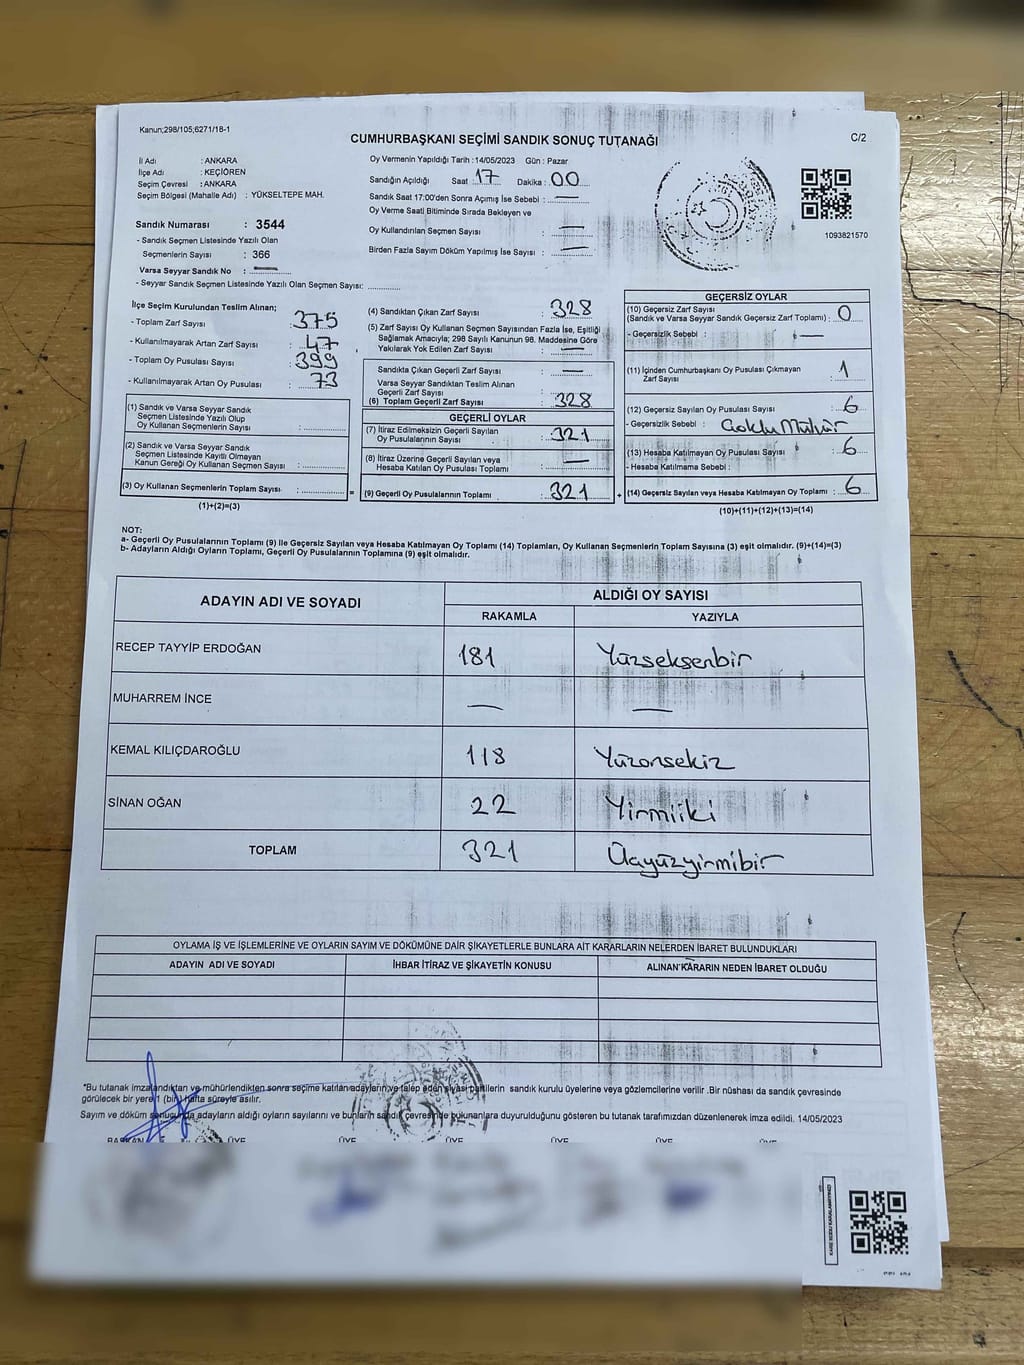 Kanun;298/105;6271/18-1
CUMHURBAŞKANI SEÇİMİ SANDIK SONUÇ TUTANAĞI
C/2
İl Adı : ANKARA
İlçe Adı : KEÇİÖREN
Seçim Çevresi : ANKARA
Seçim Bölgesi (Mahalle Adı) : YÜKSELTEPE MAH.
Sandık Numarası : 3544
- Sandık Seçmen Listesinde Yazılı Olan
Seçmenlerin Sayısı : 366
Varsa Seyyar Sandık No : —
- Seyyar Sandık Seçmen Listesinde Yazılı Olan Seçmen Sayısı:
Oy Vermenin Yapıldığı Tarih : 14/05/2023 Gün : Pazar
Sandığın Açıldığı Saat : 17 Dakika : 00
Sandık Saat 17:00'den Sonra Açımış İse Sebebi : —
Oy Verme Saati Bitiminde Sırada Bekleyen ve
Oy Kullandırılan Seçmen Sayısı : —
Birden Fazla Sayım Döküm Yapılmış İse Sayısı : —
1093821570
İlçe Seçim Kurulundan Teslim Alınan;
- Toplam Zarf Sayısı : 375
- Kullanılmayarak Artan Zarf Sayısı : 47
- Toplam Oy Pusulası Sayısı : 399
- Kullanılmayarak Artan Oy Pusulası : 73
(1) Sandık ve Varsa Seyyar Sandık
Seçmen Listesinde Yazılı Olup
Oy Kullanan Seçmenlerin Sayısı :
(2) Sandık ve Varsa Seyyar Sandık
Seçmen Listesinde Kayıtlı Olmayan
Kanun Gereği Oy Kullanan Seçmen Sayısı :
(3) Oy Kullanan Seçmenlerin Toplam Sayısı :
(1)+(2)=(3)
(4) Sandıktan Çıkan Zarf Sayısı : 328
(5) Zarf Sayısı Oy Kullanan Seçmen Sayısından Fazla İse, Eşitliği
Sağlamak Amacıyla; 298 Sayılı Kanunun 98. Maddesine Göre
Yakılarak Yok Edilen Zarf Sayısı : —
Sandıkta Çıkan Geçerli Zarf Sayısı : —
Varsa Seyyar Sandıktan Teslim Alınan
Geçerli Zarf Sayısı :
(6) Toplam Geçerli Zarf Sayısı : 328
GEÇERLİ OYLAR
(7) İtiraz Edilmeksizin Geçerli Sayılan
Oy Pusulalarının Sayısı : 321
(8) İtiraz Üzerine Geçerli Sayılan veya
Hesaba Katılan Oy Pusulası Toplamı : —
(9) Geçerli Oy Pusulalarının Toplamı : 321
GEÇERSİZ OYLAR
(10) Geçersiz Zarf Sayısı
(Sandık ve Varsa Seyyar Sandık Geçersiz Zarf Toplamı) : 0
- Geçersizlik Sebebi : —
(11) İçinden Cumhurbaşkanı Oy Pusulası Çıkmayan
Zarf Sayısı : 1
(12) Geçersiz Sayılan Oy Pusulası Sayısı : 6
- Geçersizlik Sebebi : Çoklu Mühür
(13) Hesaba Katılmayan Oy Pusulası Sayısı : 6
- Hesaba Katılmama Sebebi :
(14) Geçersiz Sayılan veya Hesaba Katılmayan Oy Toplamı : 6
(10)+(11)+(12)+(13)=(14)
NOT:
a- Geçerli Oy Pusulalarının Toplamı (9) ile Geçersiz Sayılan veya Hesaba Katılmayan Oy Toplamı (14) Toplamları, Oy Kullanan Seçmenlerin Toplam Sayısına (3) eşit olmalıdır. (9)+(14)=(3)
b- Adayların Aldığı Oyların Toplamı, Geçerli Oy Pusulalarının Toplamına (9) eşit olmalıdır.
ADAYIN ADI VE SOYADI
ALDIĞI OY SAYISI
RAKAMLA YAZIYLA
RECEP TAYYİP ERDOĞAN 181 Yüzseksenbir
MUHARREM İNCE — —
KEMAL KILIÇDAROĞLU 118 Yüzonsekiz
SİNAN OĞAN 22 Yirmiiki
TOPLAM 321 Üçyüzyirmibir
OYLAMA İŞ VE İŞLEMLERİNE VE OYLARIN SAYIM VE DÖKÜMÜNE DAİR ŞİKAYETLERLE BUNLARA AİT KARARLARIN NELERDEN İBARET BULUNDUKLARI
ADAYIN ADI VE SOYADI İHBAR İTİRAZ VE ŞİKAYETİN KONUSU ALINAN KARARIN NEDEN İBARET OLDUĞU
*Bu tutanak imzalandıktan ve mühürlendikten sonra seçime katılan adayların ve talep eden siyasi partilerin sandık kurulu üyelerine veya gözlemcilerine verilir .Bir nüshası da sandık çevresinde
görülecek bir yere 1 (bir) hafta süreyle asılır.
Sayım ve döküm sonucunda adayların aldığı oyların sayılarını ve bunların sandık çevresinde bulunanlara duyurulduğunu gösteren bu tutanak tarafımızdan düzenlenerek imza edildi. 14/05/2023
BAŞKAN ÜYE ÜYE ÜYE ÜYE ÜYE ÜYE